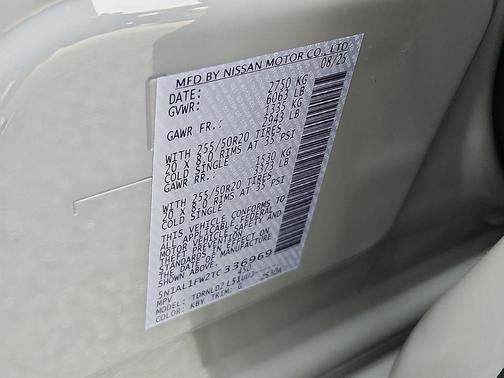 MFD BY NISSAN MOTOR CO., LTD
DATE: 08/25
GVWR: 2750 KG
6063 LB
GAWR FR.: 1335 KG
2943 LB
WITH 255/50R20 TIRES
20 X 8.0 RIMS AT 35 PSI
COLD SINGLE
GAWR RR.: 1530 KG
3373 LB
WITH 255/50R20 TIRES
20 X 8.0 RIMS AT 35 PSI
COLD SINGLE
THIS VEHICLE CONFORMS TO
ALL APPLICABLE FEDERAL
MOTOR VEHICLE SAFETY AND
THEFT PREVENTION
STANDARDS IN EFFECT ON
THE DATE OF MANUFACTURE
SHOWN ABOVE.
5N1AL1FW2TC336969
MPV
MODEL: TDRNLD2
COLOR: KBY TRIM: G